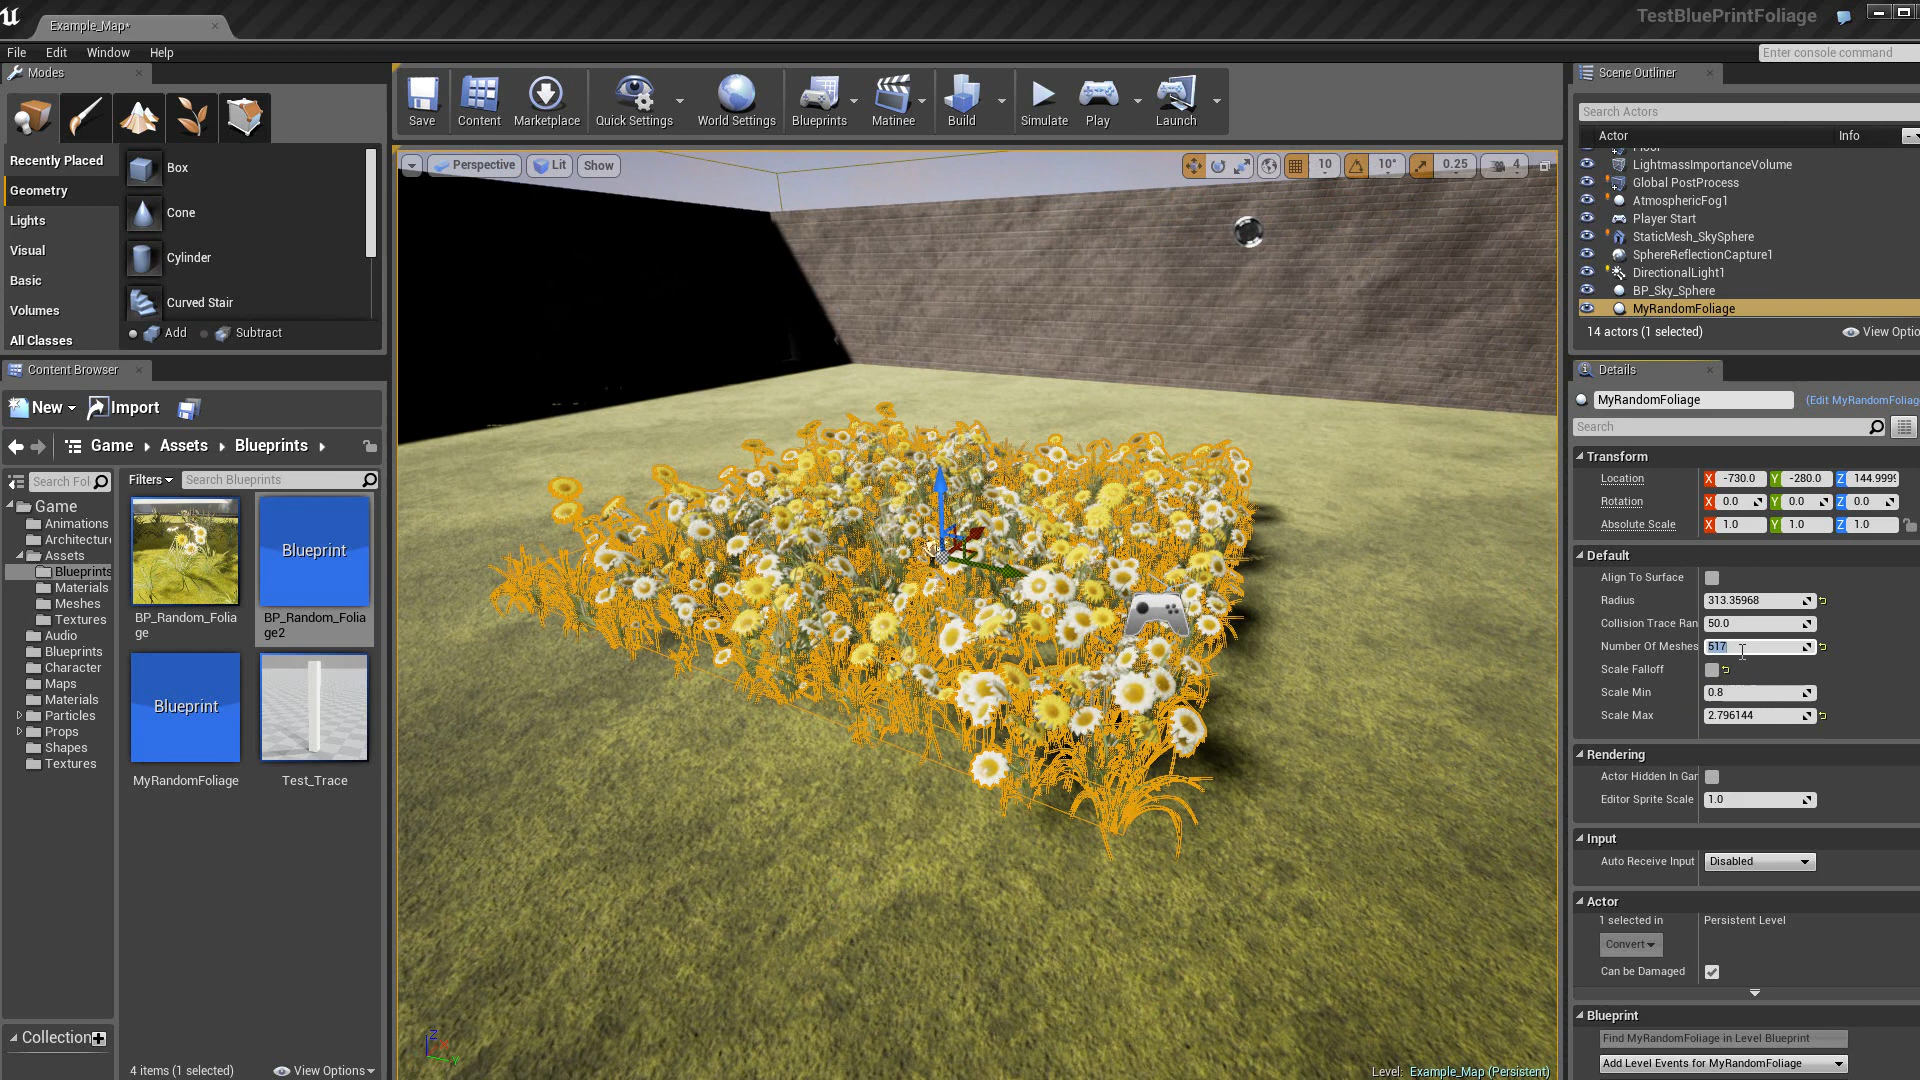 Example_Map*
TestBluePrintFoliage
File Edit Window Help
Enter console command
Modes
Recently Placed
Geometry
Lights
Visual
Basic
Volumes
All Classes
Box
Cone
Cylinder
Curved Stair
Add Subtract
Save
Content
Marketplace
Quick Settings
World Settings
Blueprints
Matinee
Build
Simulate
Play
Launch
Perspective Lit Show
10 10° 0.25 4
Scene Outliner
Search Actors
Actor Info
Floor
LightmassImportanceVolume
Global PostProcess
AtmosphericFog1
Player Start
StaticMesh_SkySphere
SphereReflectionCapture1
DirectionalLight1
BP_Sky_Sphere
MyRandomFoliage
14 actors (1 selected) View Optio
Content Browser
New Import
Game Assets Blueprints
Search Fol
Filters Search Blueprints
Game
Animations
Architectur
Assets
Blueprints
Materials
Meshes
Textures
Audio
Blueprints
Character
Maps
Materials
Particles
Props
Shapes
Textures
Collection
BP_Random_Folia
ge
Blueprint
BP_Random_Folia
ge2
Blueprint
MyRandomFoliage
Test_Trace
4 items (1 selected) View Options
Z
X
Y
Level: Example_Map (Persistent)
Details
MyRandomFoliage (Edit MyRandomFoliag
Search
Transform
Location X -730.0 Y -280.0 Z 144.999
Rotation X 0.0 Y 0.0 Z 0.0
Absolute Scale X 1.0 Y 1.0 Z 1.0
Default
Align To Surface
Radius 313.35968
Collision Trace Ran 50.0
Number Of Meshes 517
Scale Falloff
Scale Min 0.8
Scale Max 2.796144
Rendering
Actor Hidden In Gar
Editor Sprite Scale 1.0
Input
Auto Receive Input Disabled
Actor
1 selected in Persistent Level
Convert
Can be Damaged
Blueprint
Find MyRandomFoliage in Level Blueprint
Add Level Events for MyRandomFoliage